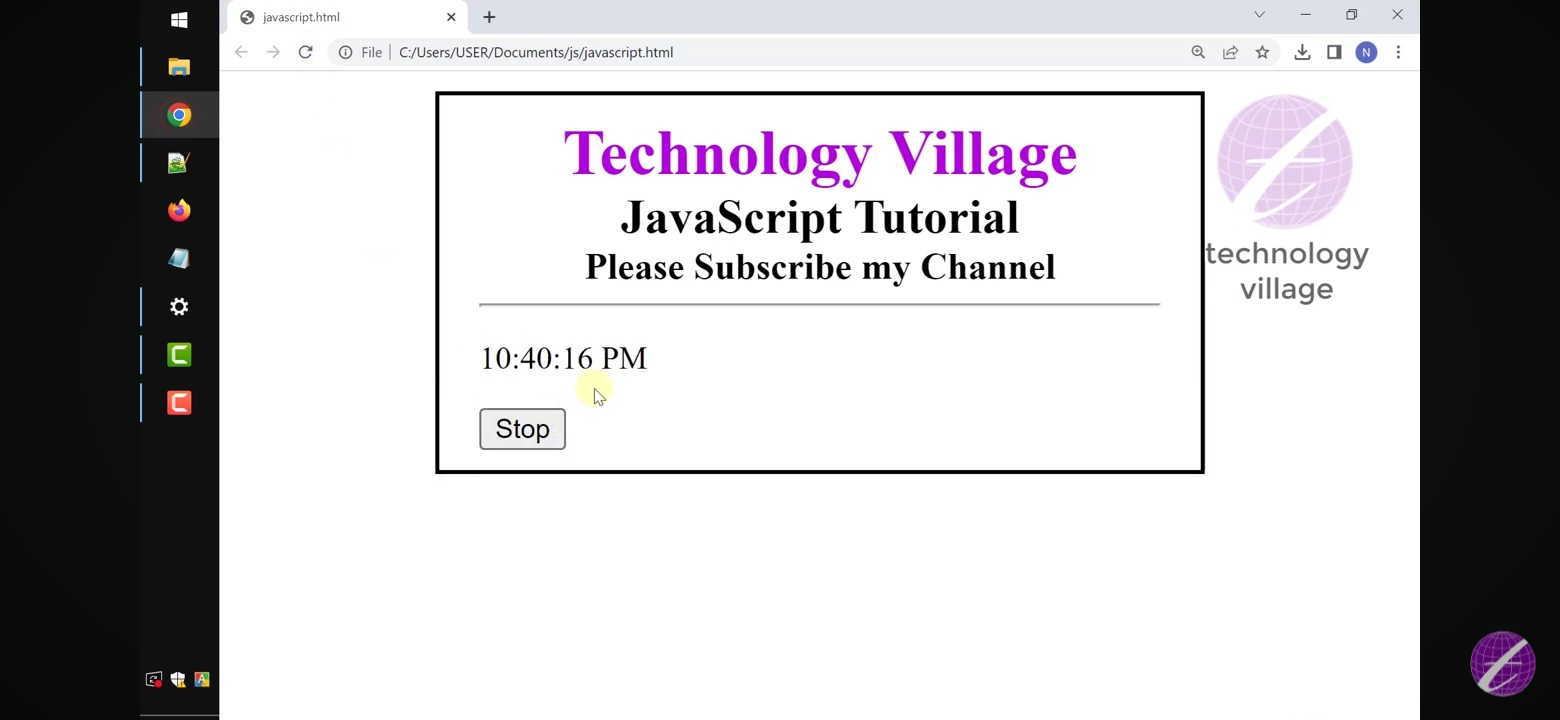 javascript.html
File C:/Users/USER/Documents/js/javascript.html
N
Technology Village
JavaScript Tutorial
Please Subscribe my Channel
technology
village
10:40:16 PM
Stop